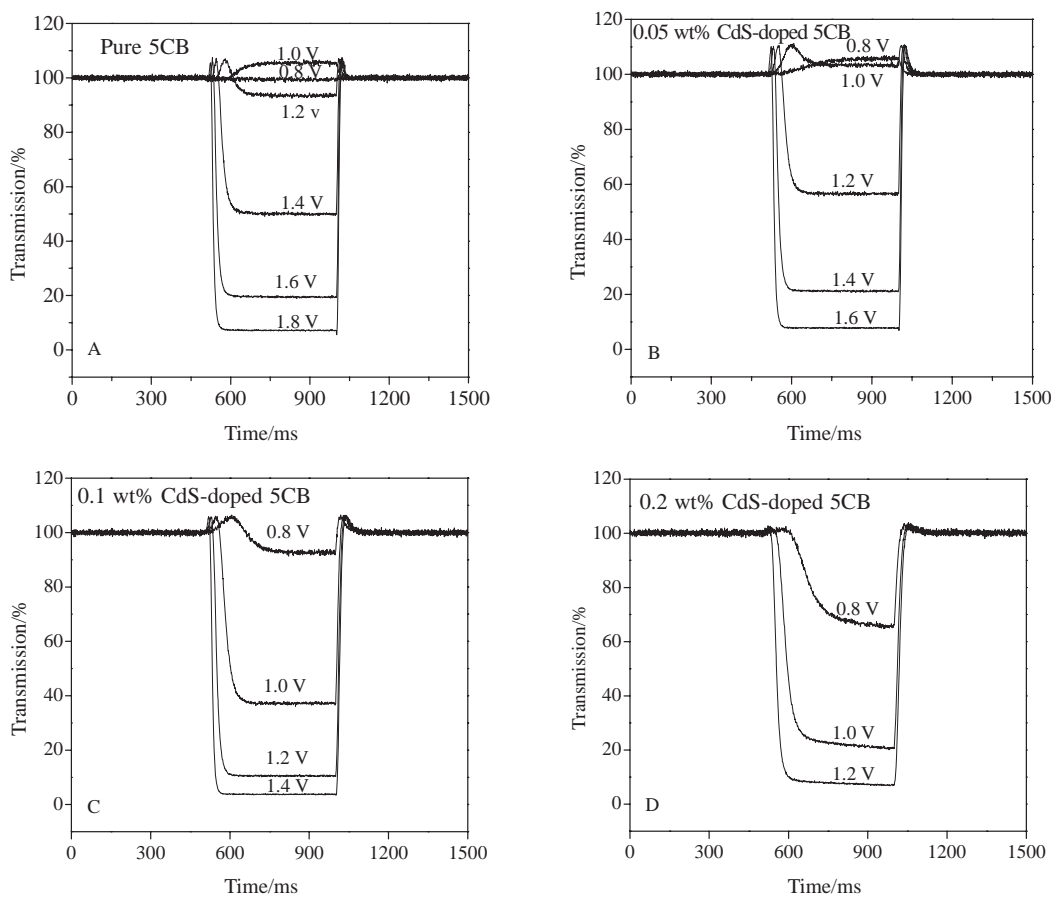 120
100
80
60
40
20
0
Transmission/%
Pure 5CB
1.0 V
0.8 V
1.2 v
1.4 V
1.6 V
1.8 V
A
0
300
600
900
1200
1500
Time/ms
120
100
80
60
40
20
0
Transmission/%
0.05 wt% CdS-doped 5CB
0.8 V
1.0 V
1.2 V
1.4 V
1.6 V
B
0
300
600
900
1200
1500
Time/ms
120
100
80
60
40
20
0
Transmission/%
0.1 wt% CdS-doped 5CB
0.8 V
1.0 V
1.2 V
1.4 V
C
0
300
600
900
1200
1500
Time/ms
120
100
80
60
40
20
0
Transmission/%
0.2 wt% CdS-doped 5CB
0.8 V
1.0 V
1.2 V
D
0
300
600
900
1200
1500
Time/ms